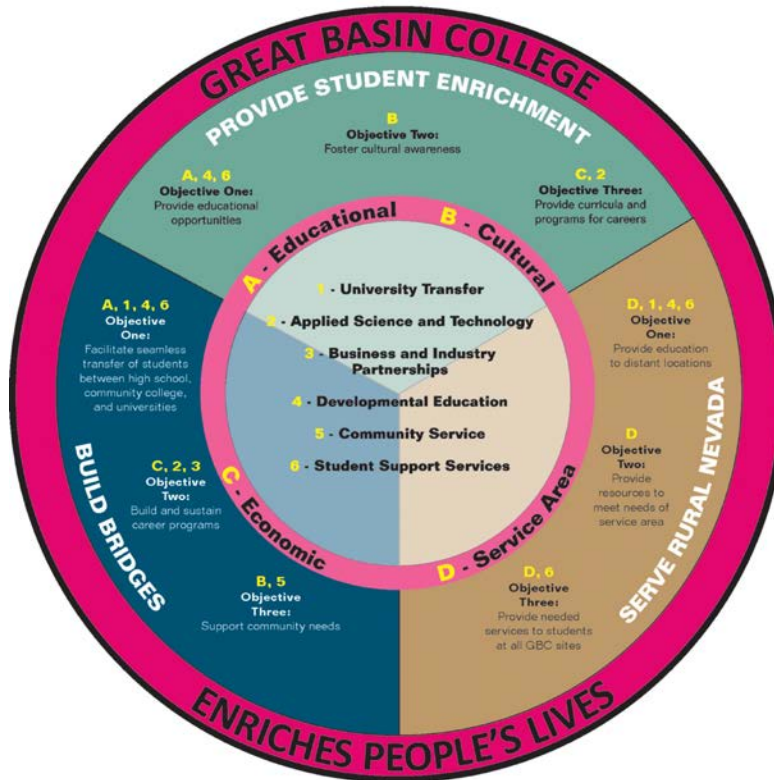 GREAT BASIN COLLEGE
PROVIDE STUDENT ENRICHMENT
B
Objective Two:
Foster cultural awareness
A, 4, 6
Objective One:
Provide educational
opportunities
C, 2
Objective Three:
Provide curricula and
programs for careers
A - Educational
B - Cultural
1 - University Transfer
2 - Applied Science and Technology
3 - Business and Industry
Partnerships
4 - Developmental Education
5 - Community Service
6 - Student Support Services
C - Economic
D - Service Area
A, 1, 4, 6
Objective
One:
Facilitate seamless
transfer of students
between high school,
community college,
and universities
C, 2, 3
Objective
Two:
Build and sustain
career programs
B, 5
Objective
Three:
Support community needs
BUILD BRIDGES
D, 1, 4, 6
Objective
One:
Provide education
to distant locations
D
Objective
Two:
Provide
resources to
meet needs of
service area
D, 6
Objective
Three:
Provide needed
services to students
at all GBC sites
SERVE RURAL NEVADA
ENRICHES PEOPLE'S LIVES